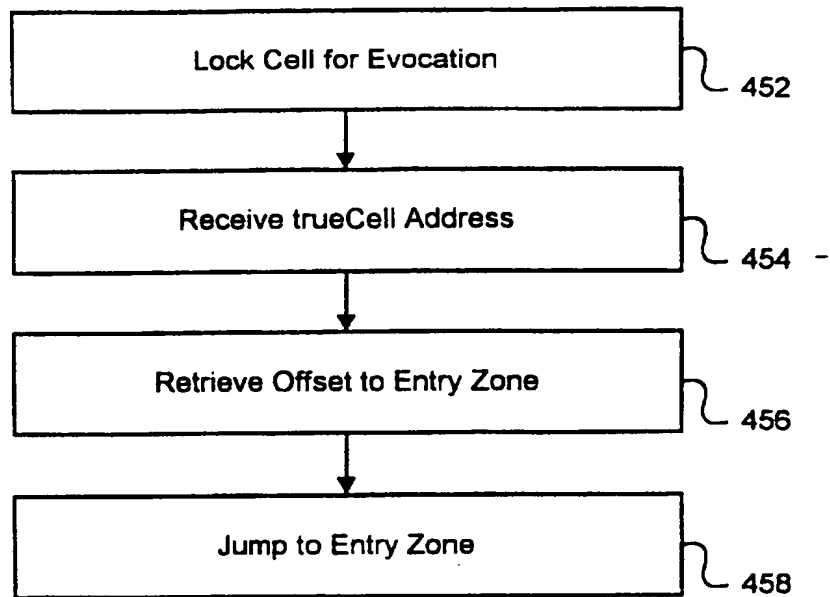 Lock Cell for Evocation
452
Receive trueCell Address
454
Retrieve Offset to Entry Zone
456
Jump to Entry Zone
458